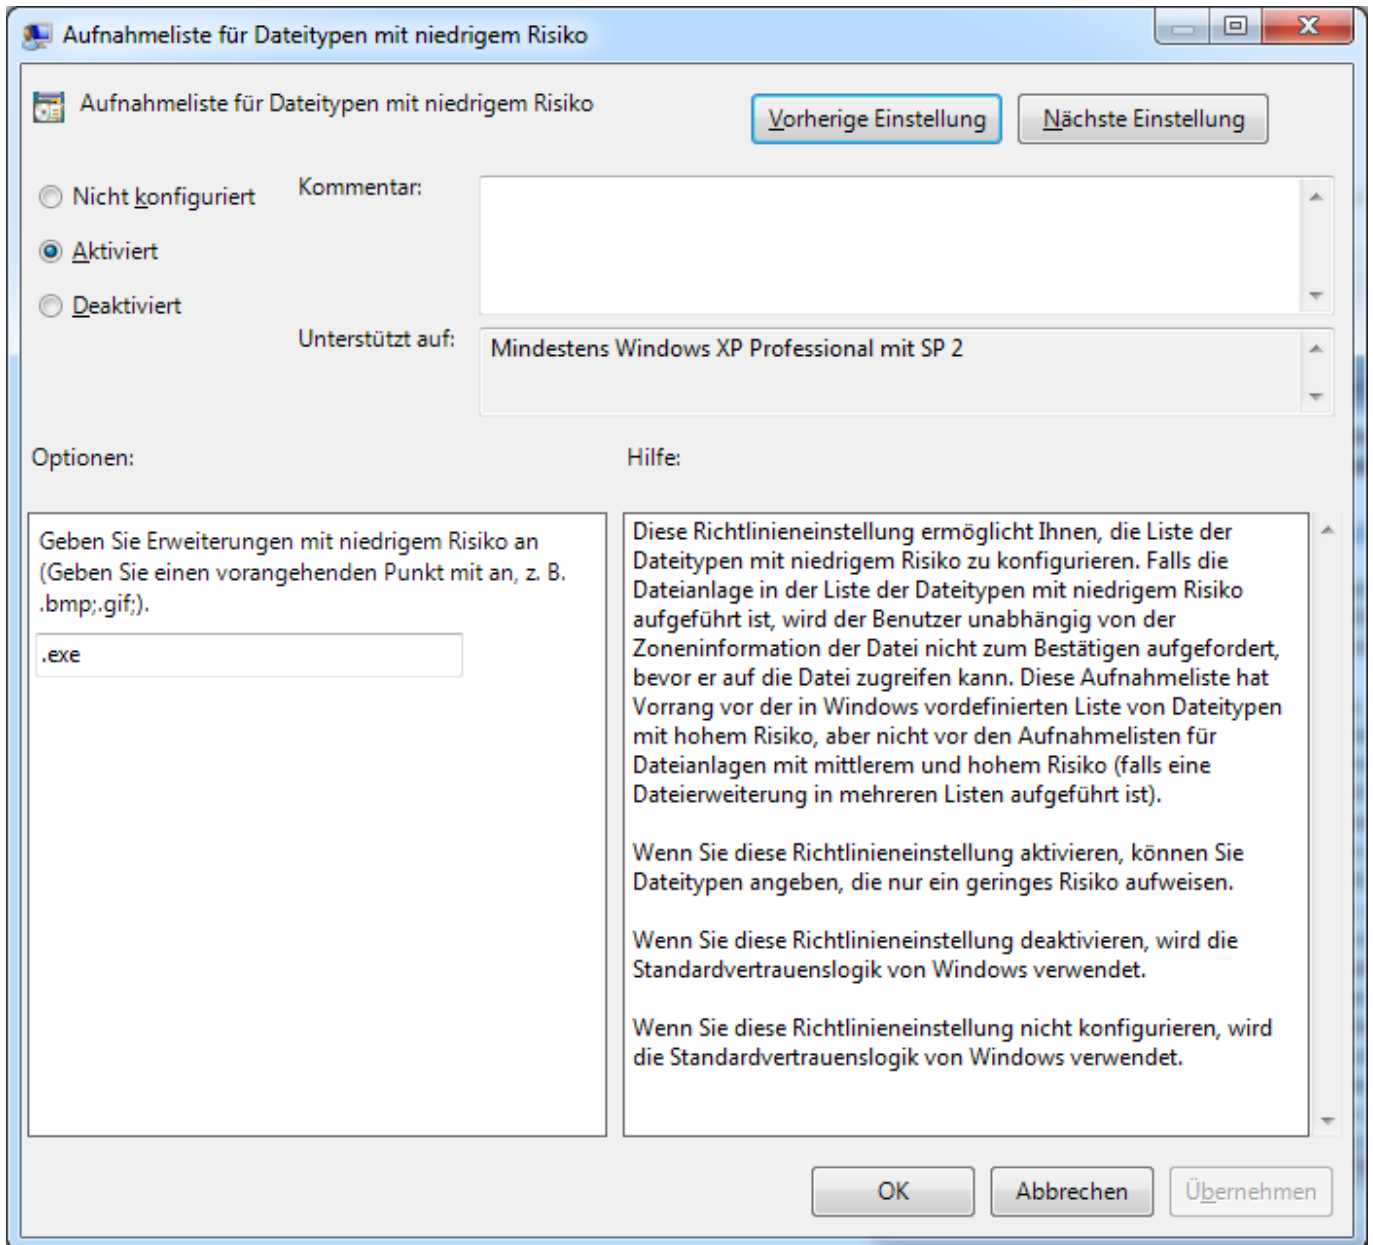 Aufnahmeliste für Dateitypen mit niedrigem Risiko
Aufnahmeliste für Dateitypen mit niedrigem Risiko
Vorherige Einstellung
Nächste Einstellung
Nicht konfiguriert
Kommentar:
Aktiviert
Deaktiviert
Unterstützt auf:
Mindestens Windows XP Professional mit SP 2
Optionen:
Hilfe:
Geben Sie Erweiterungen mit niedrigem Risiko an
(Geben Sie einen vorangehenden Punkt mit an, z. B.
.bmp;.gif;).
.exe
Diese Richtlinieneinstellung ermöglicht Ihnen, die Liste der
Dateitypen mit niedrigem Risiko zu konfigurieren. Falls die
Dateianlage in der Liste der Dateitypen mit niedrigem Risiko
aufgeführt ist, wird der Benutzer unabhängig von der
Zoneninformation der Datei nicht zum Bestätigen aufgefordert,
bevor er auf die Datei zugreifen kann. Diese Aufnahmeliste hat
Vorrang vor der in Windows vordefinierten Liste von Dateitypen
mit hohem Risiko, aber nicht vor den Aufnahmelisten für
Dateianlagen mit mittlerem und hohem Risiko (falls eine
Dateierweiterung in mehreren Listen aufgeführt ist).
Wenn Sie diese Richtlinieneinstellung aktivieren, können Sie
Dateitypen angeben, die nur ein geringes Risiko aufweisen.
Wenn Sie diese Richtlinieneinstellung deaktivieren, wird die
Standardvertrauenslogik von Windows verwendet.
Wenn Sie diese Richtlinieneinstellung nicht konfigurieren, wird
die Standardvertrauenslogik von Windows verwendet.
OK
Abbrechen
Übernehmen